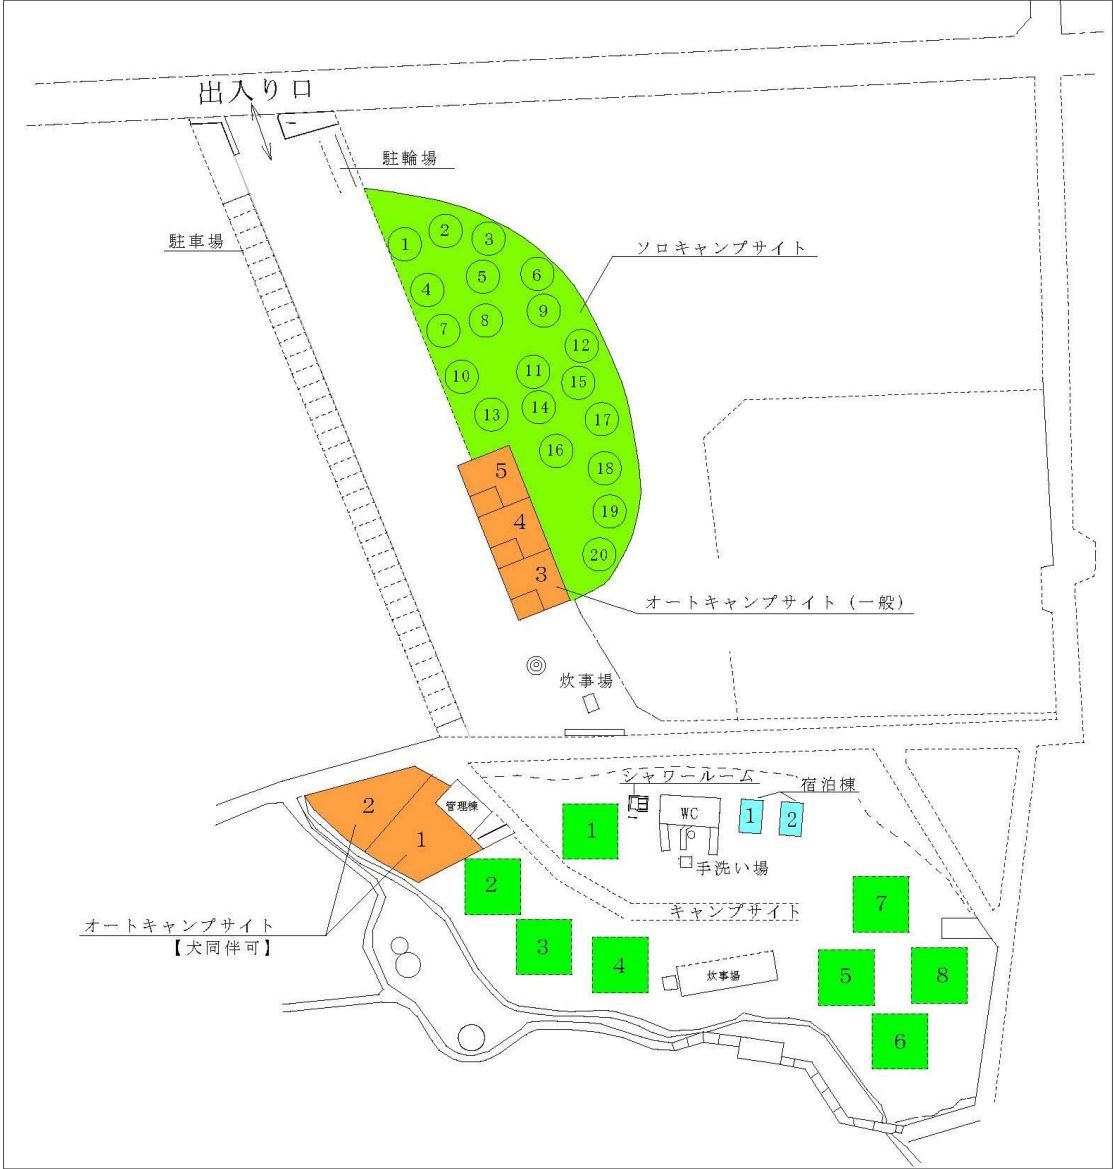 出入り口
駐輪場
駐車場
ソロキャンプサイト
1
2
3
4
5
6
7
8
9
10
11
12
13
14
15
16
17
18
19
20
5
4
3
オートキャンプサイト(一般)
炊事場
シャワールーム
宿泊棟
管理棟
2
1
1
WC
1
2
手洗い場
2
キャンプサイト
7
オートキャンプサイト
【犬同伴可】
3
4
炊事場
5
8
6